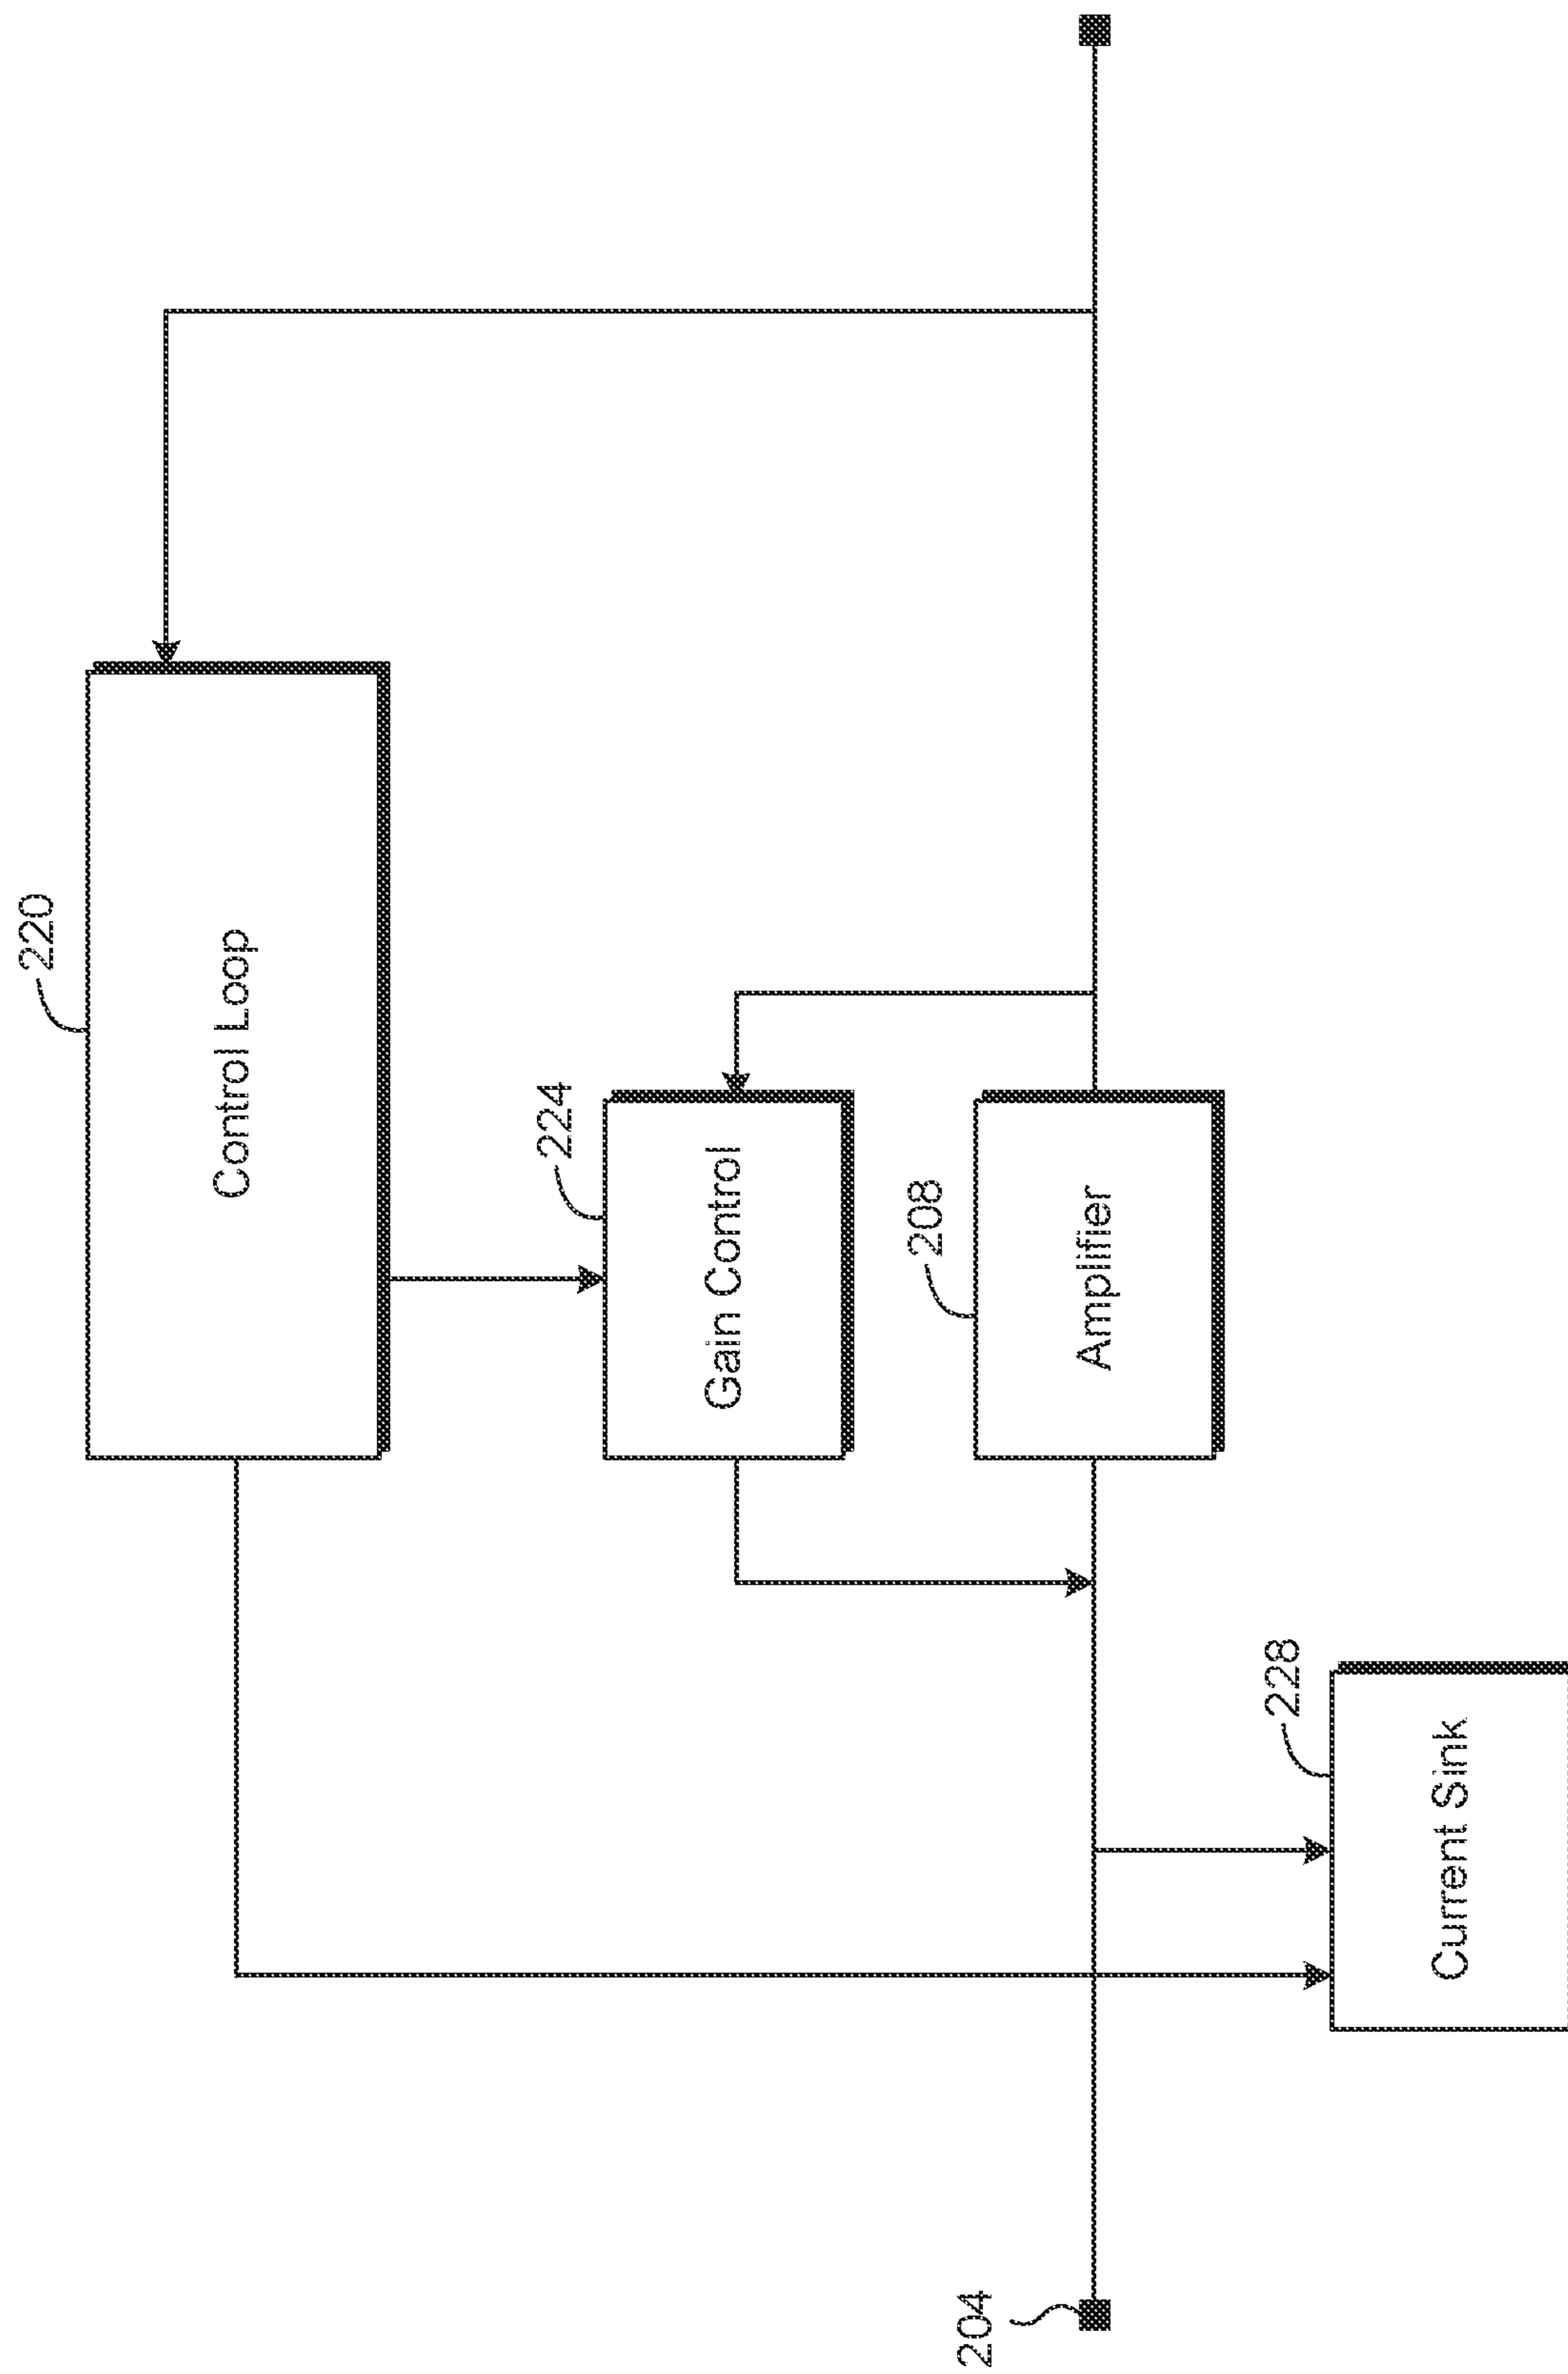 220
Control Loop
224
Gain Control
208
Amplifier
228
Current Sink
204